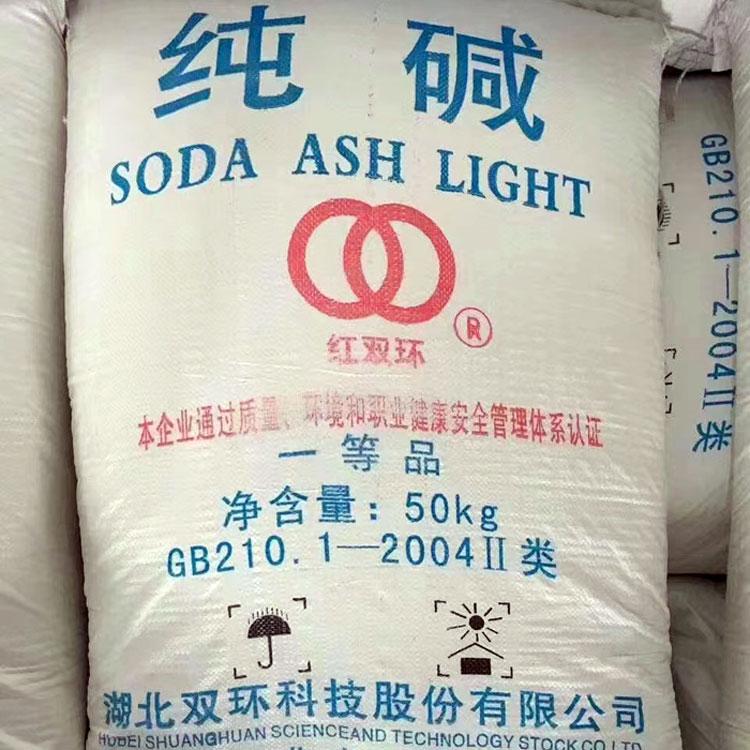 纯碱
SODA ASH LIGHT
®
红双环
本企业通过质量、环境和职业健康安全管理体系认证
一等品
净含量：50kg
GB210.1—2004Ⅱ类
湖北双环科技股份有限公司
HUBEI SHUANGHUAN SCIENCE AND TECHNOLOGY STOCK CO.LTD
GB210.1—2004Ⅱ类